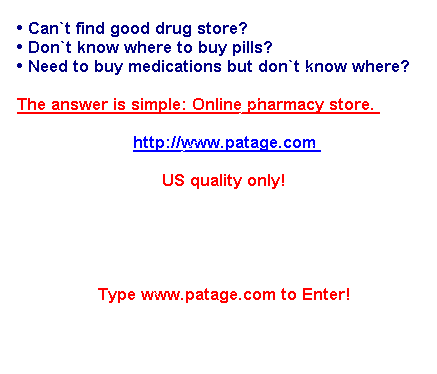 • Can`t find good drug store?
• Don`t know where to buy pills?
• Need to buy medications but don`t know where?
The answer is simple: Online pharmacy store.
http://www.patage.com
US quality only!
Type www.patage.com to Enter!